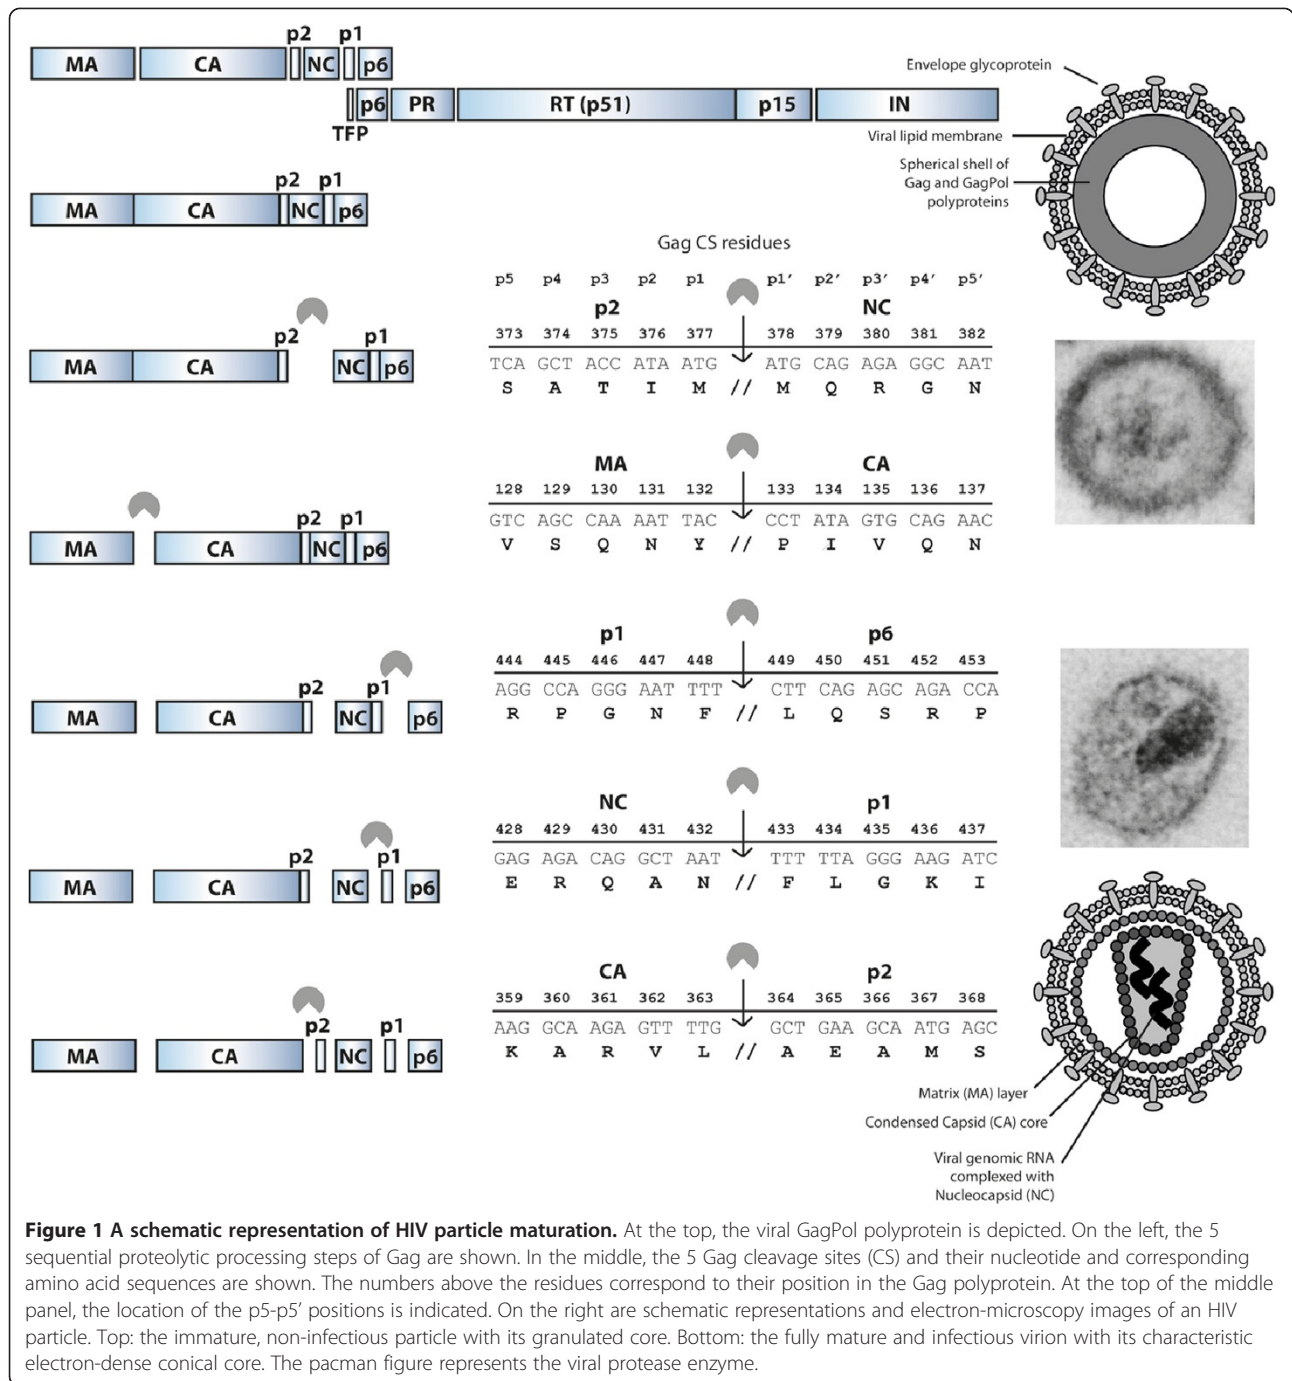 p2 p1
MA CA NC p6
p6 PR RT (p51) p15 IN
TFP
p2 p1
MA CA NC p6
p2 p1
MA CA NC p6
p2 p1
MA CA NC p6
p2 p1
MA CA NC p6
p2 p1
MA CA NC p6
p2 p1
MA CA NC p6
Gag CS residues
p5 p4 p3 p2 p1 p1′ p2′ p3′ p4′ p5′
p2 NC
373 374 375 376 377 378 379 380 381 382
TCA GCT ACC ATA ATG ATG CAG AGA GGC AAT
S A T I M // M Q R G N
MA CA
128 129 130 131 132 133 134 135 136 137
GTC AGC CAA AAT TAC CCT ATA GTG CAG AAC
V S Q N Y // P I V Q N
p1 p6
444 445 446 447 448 449 450 451 452 453
AGG CCA GGG AAT TTT CTT CAG AGC AGA CCA
R P G N F // L Q S R P
NC p1
428 429 430 431 432 433 434 435 436 437
GAG AGA CAG GCT AAT TTT TTA GGG AAG ATC
E R Q A N // F L G K I
CA p2
359 360 361 362 363 364 365 366 367 368
AAG GCA AGA GTT TTG GCT GAA GCA ATG AGC
K A R V L // A E A M S
Envelope glycoprotein
Viral lipid membrane
Spherical shell of
Gag and GagPol
polyproteins
Matrix (MA) layer
Condensed Capsid (CA) core
Viral genomic RNA
complexed with
Nucleocapsid (NC)
Figure 1 A schematic representation of HIV particle maturation. At the top, the viral GagPol polyprotein is depicted. On the left, the 5
sequential proteolytic processing steps of Gag are shown. In the middle, the 5 Gag cleavage sites (CS) and their nucleotide and corresponding
amino acid sequences are shown. The numbers above the residues correspond to their position in the Gag polyprotein. At the top of the middle
panel, the location of the p5-p5′ positions is indicated. On the right are schematic representations and electron-microscopy images of an HIV
particle. Top: the immature, non-infectious particle with its granulated core. Bottom: the fully mature and infectious virion with its characteristic
electron-dense conical core. The pacman figure represents the viral protease enzyme.